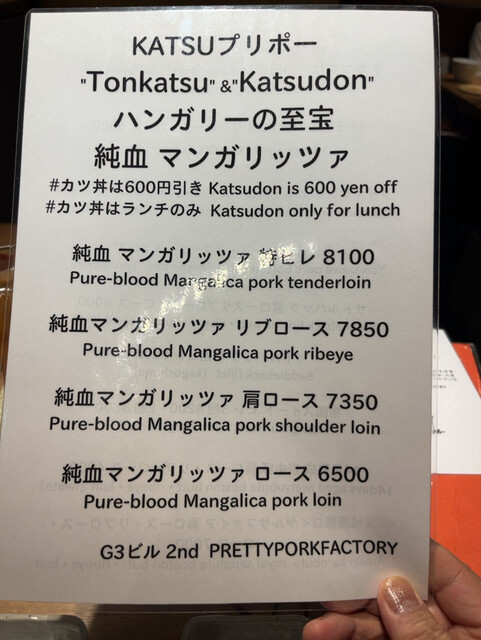 KATSUプリポー
"Tonkatsu" &"Katsudon"
ハンガリーの至宝
純血 マンガリッツァ
#カツ丼は600円引き Katsudon is 600 yen off
#カツ丼はランチのみ Katsudon only for lunch
純血 マンガリッツァ 特ヒレ 8100
Pure-blood Mangalica pork tenderloin
純血マンガリッツァ リブロース 7850
Pure-blood Mangalica pork ribeye
純血マンガリッツァ 肩ロース 7350
Pure-blood Mangalica pork shoulder loin
純血マンガリッツァ ロース 6500
Pure-blood Mangalica pork loin
G3ビル 2nd PRETTYPORKFACTORY